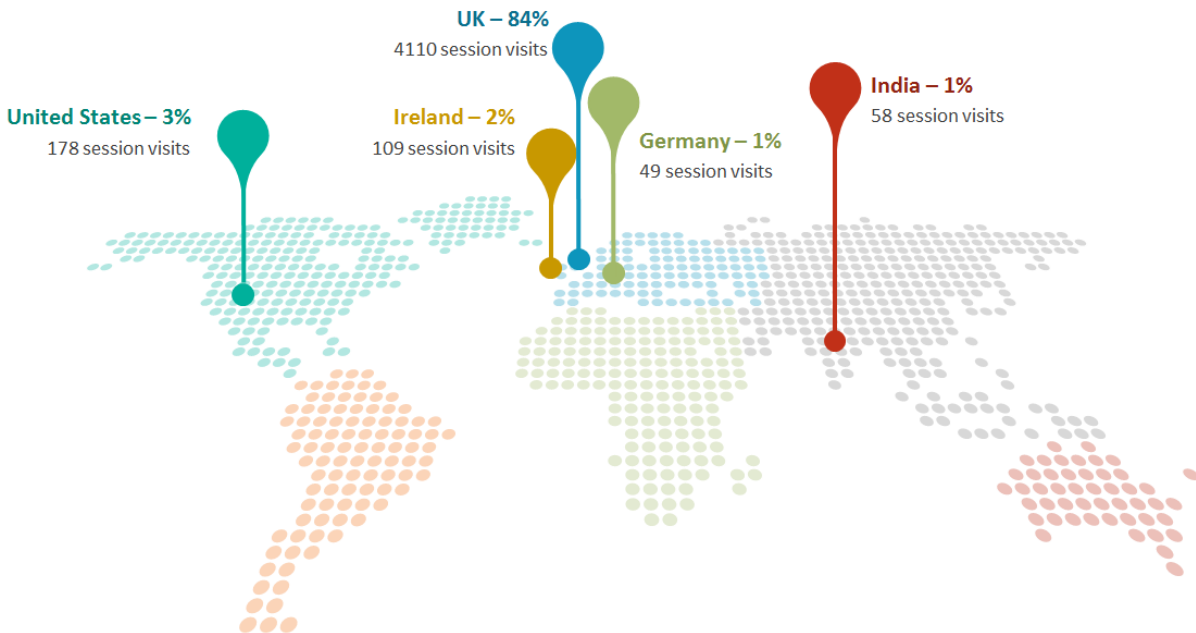 UK – 84%
4110 session visits
United States – 3%
178 session visits
Ireland – 2%
109 session visits
Germany – 1%
49 session visits
India – 1%
58 session visits